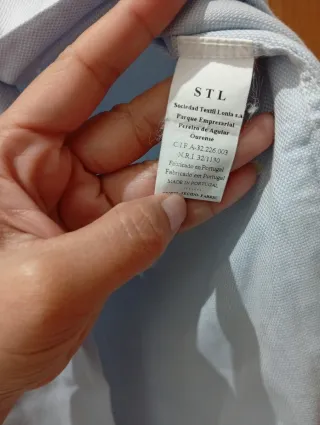 S T L
Sociedad Textil Lonia s.a.
Parque Empresarial
Pereiro de Aguiar
Ourense
C.I.F. A-32.226.003
N.R.I. 32/1130
Fabricado en Portugal
Fabricado em Portugal
MADE IN PORTUGAL